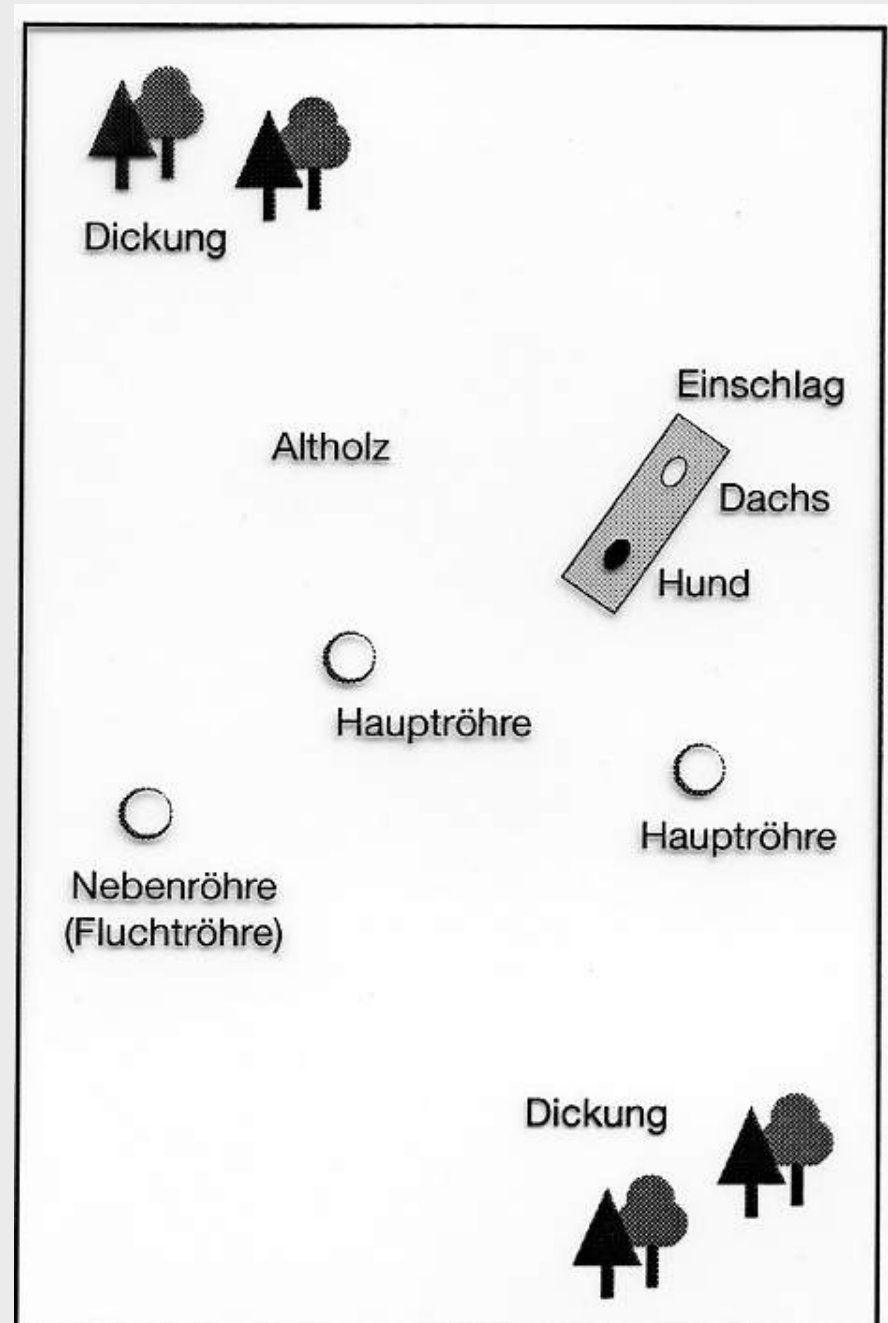 Dickung
Einschlag
Altholz
Dachs
Hund
Hauptröhre
Hauptröhre
Nebenröhre
(Fluchtröhre)
Dickung